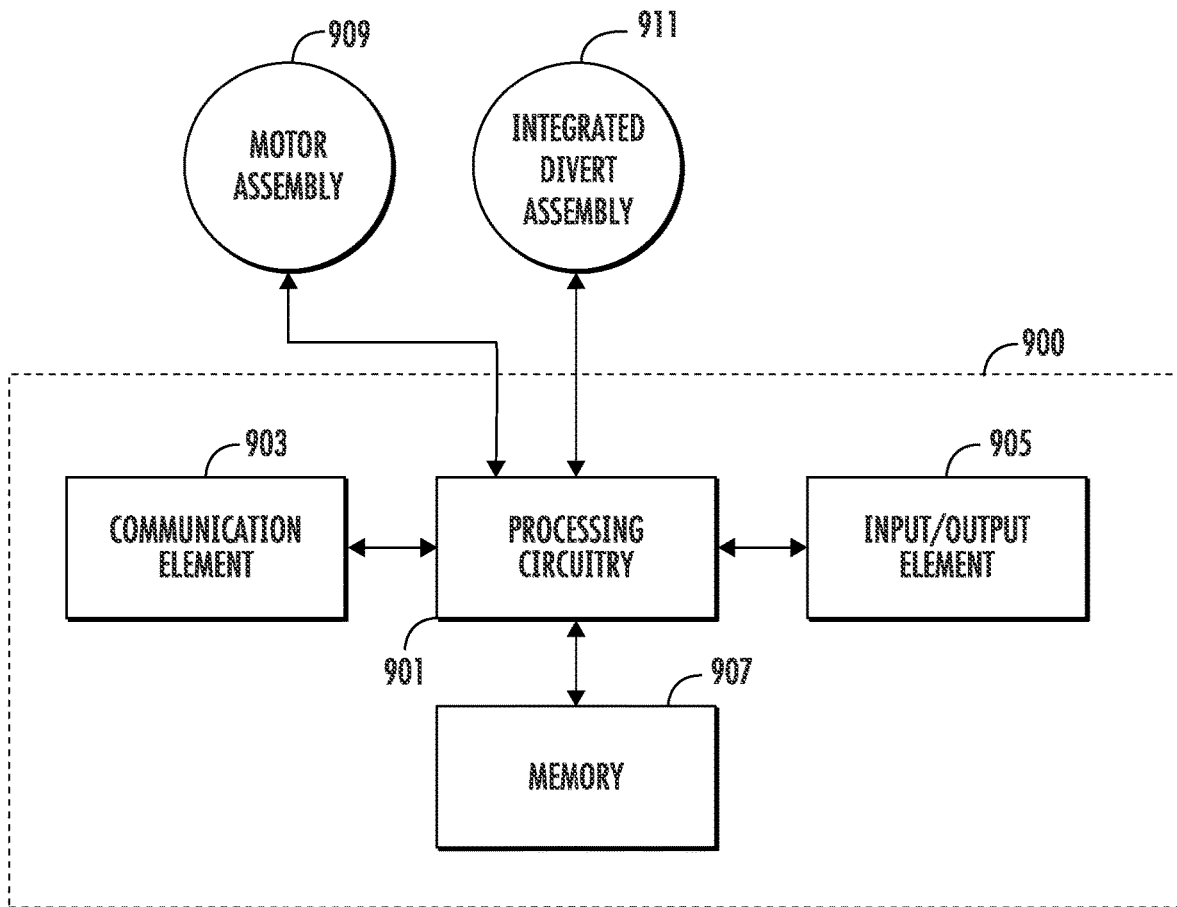 909
911
MOTOR
ASSEMBLY
INTEGRATED
DIVERT
ASSEMBLY
900
903
905
COMMUNICATION
ELEMENT
PROCESSING
CIRCUITRY
INPUT/OUTPUT
ELEMENT
901
907
MEMORY